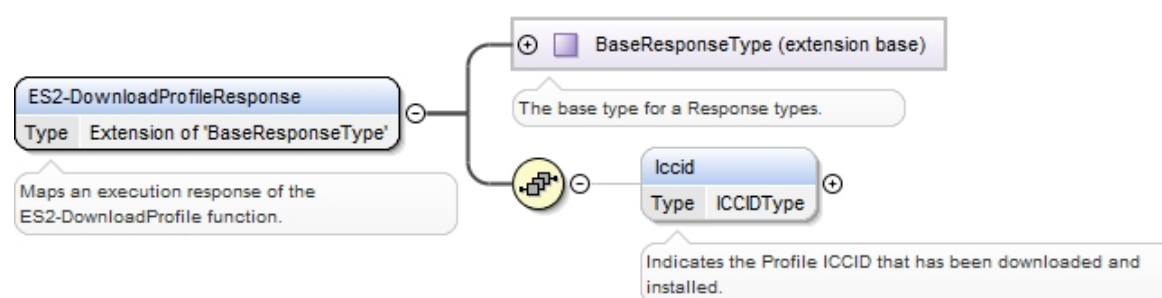 ES2-DownloadProfileResponse
Type Extension of 'BaseResponseType'
Maps an execution response of the
ES2-DownloadProfile function.
BaseResponseType (extension base)
The base type for a Response types.
Iccid
Type ICCIDType
Indicates the Profile ICCID that has been downloaded and
installed.